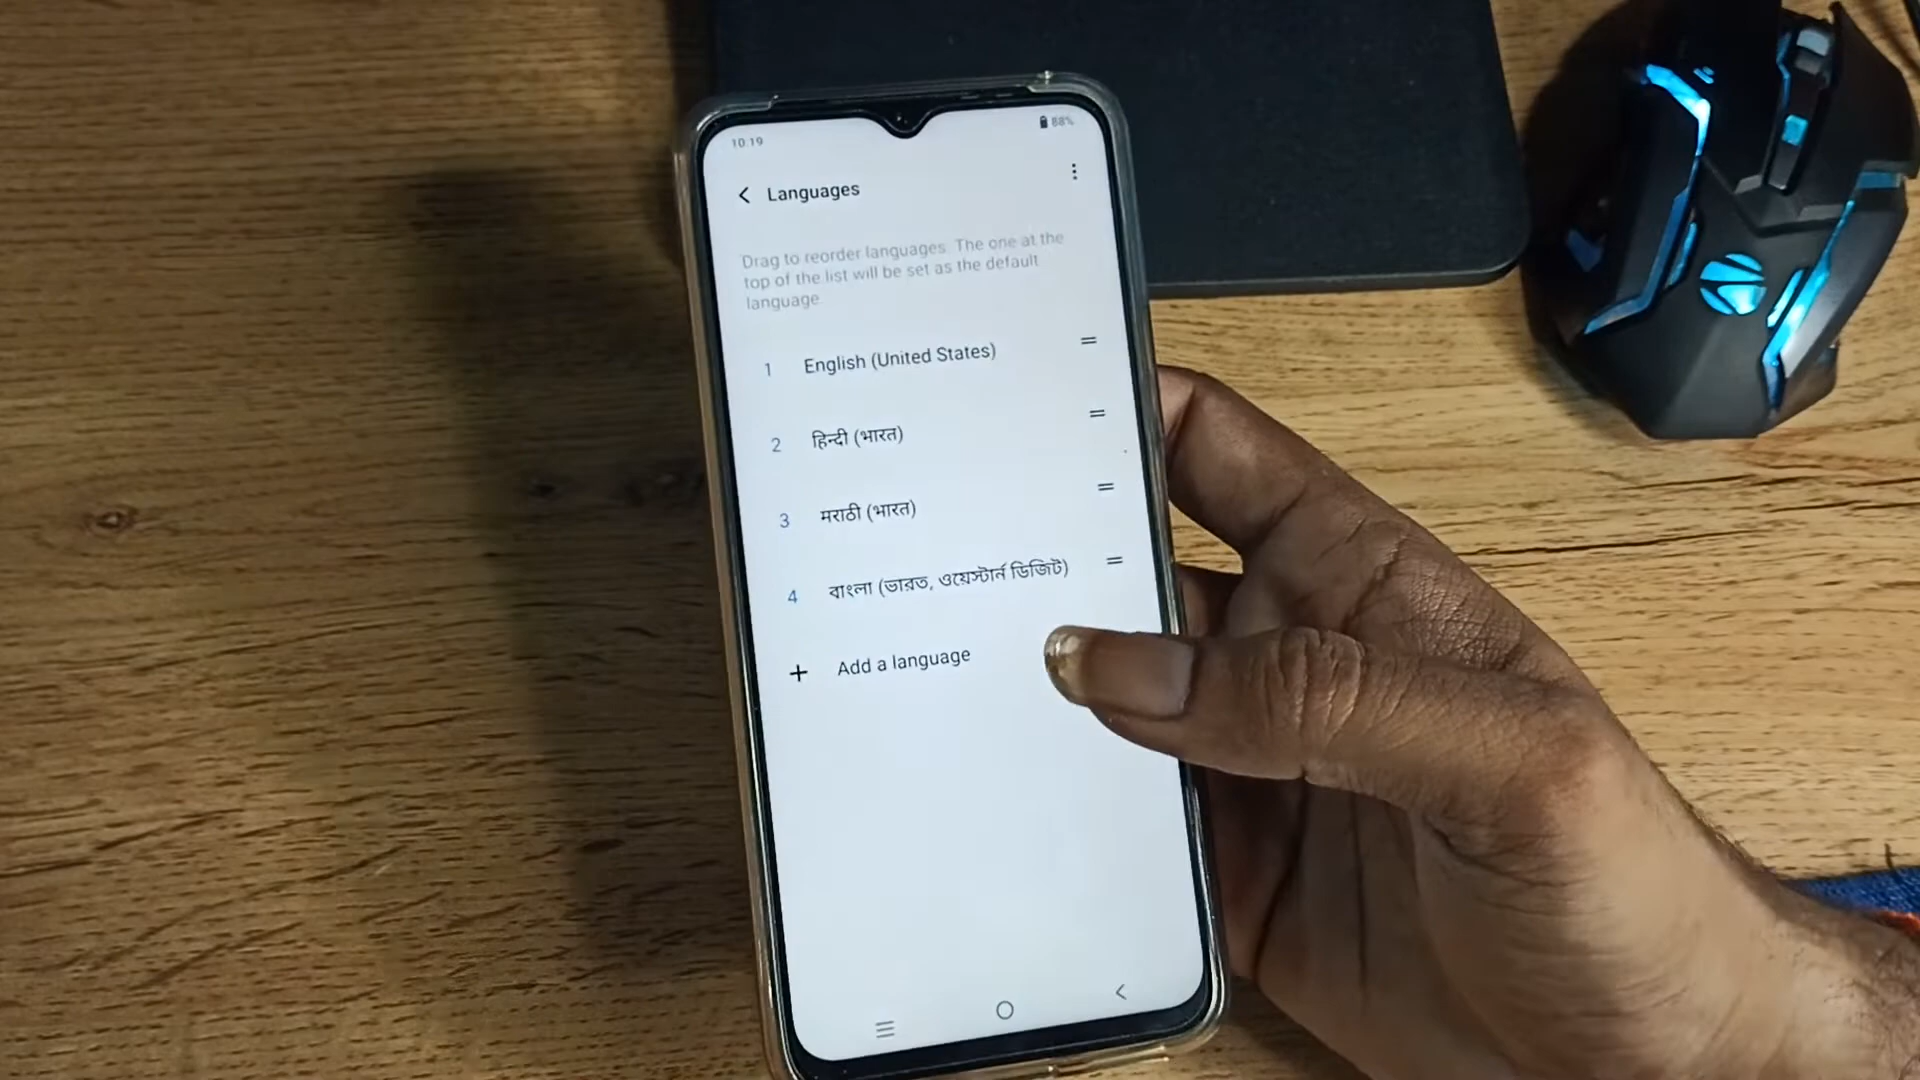 10:19
88%
Languages
Drag to reorder languages. The one at the
top of the list will be set as the default
language.
1 English (United States)
2 हिन्दी (भारत)
3 मराठी (भारत)
4 বাংলা (ভারত, ওয়েস্টার্ন ডিজিট)
+ Add a language